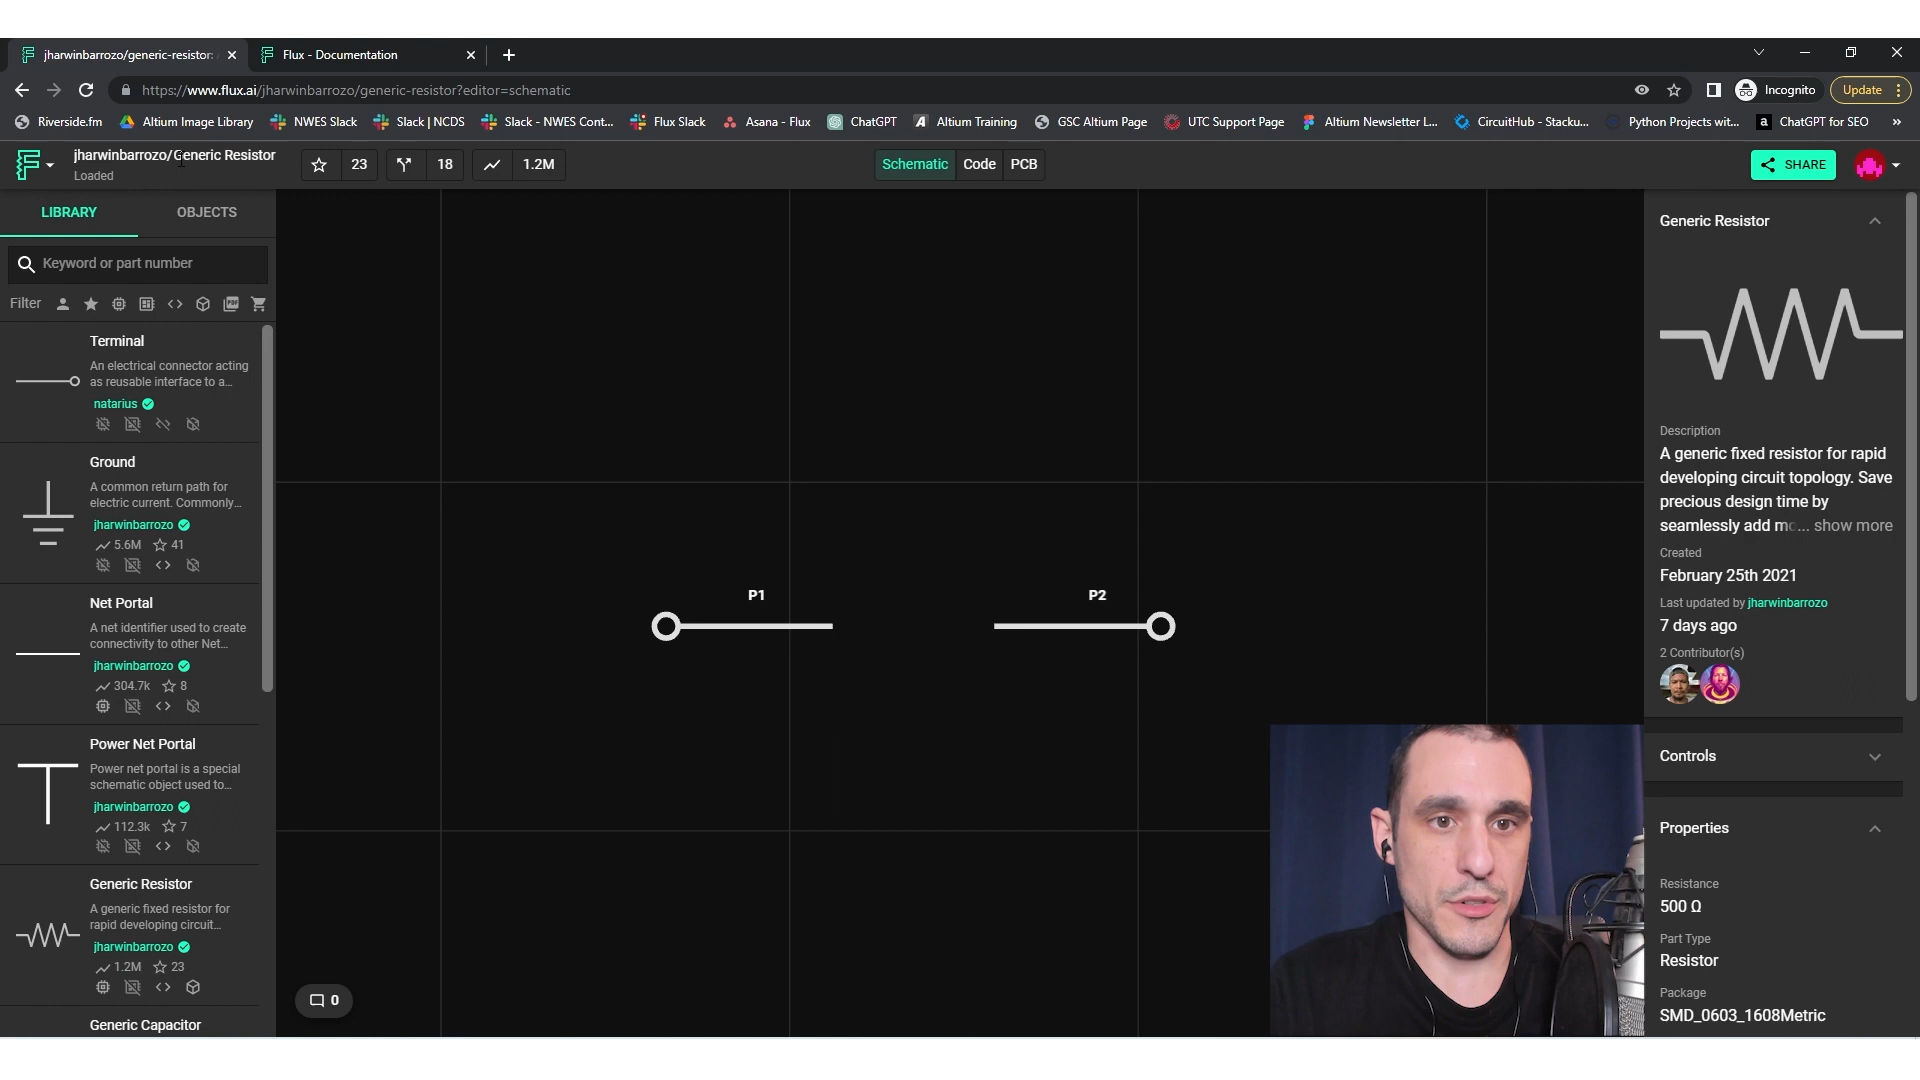 jharwinbarrozo/generic-resistor:
Flux - Documentation
https://www.flux.ai/jharwinbarrozo/generic-resistor?editor=schematic
Incognito
Update
Riverside.fm
Altium Image Library
NWES Slack
Slack | NCDS
Slack - NWES Cont...
Flux Slack
Asana - Flux
ChatGPT
Altium Training
GSC Altium Page
UTC Support Page
Altium Newsletter L...
CircuitHub - Stacku...
Python Projects wit...
ChatGPT for SEO
»
jharwinbarrozo/Generic Resistor
Loaded
23
18
1.2M
Schematic
Code
PCB
SHARE
LIBRARY
OBJECTS
Keyword or part number
Filter
PDF
Terminal
An electrical connector acting
as reusable interface to a...
natarius
Ground
A common return path for
electric current. Commonly...
jharwinbarrozo
5.6M
41
Net Portal
A net identifier used to create
connectivity to other Net...
jharwinbarrozo
304.7k
8
Power Net Portal
Power net portal is a special
schematic object used to...
jharwinbarrozo
112.3k
7
Generic Resistor
A generic fixed resistor for
rapid developing circuit...
jharwinbarrozo
1.2M
23
Generic Capacitor
P1
P2
0
Generic Resistor
Description
A generic fixed resistor for rapid
developing circuit topology. Save
precious design time by
seamlessly add mo... show more
Created
February 25th 2021
Last updated by jharwinbarrozo
7 days ago
2 Contributor(s)
Controls
Properties
Resistance
500 Ω
Part Type
Resistor
Package
SMD_0603_1608Metric